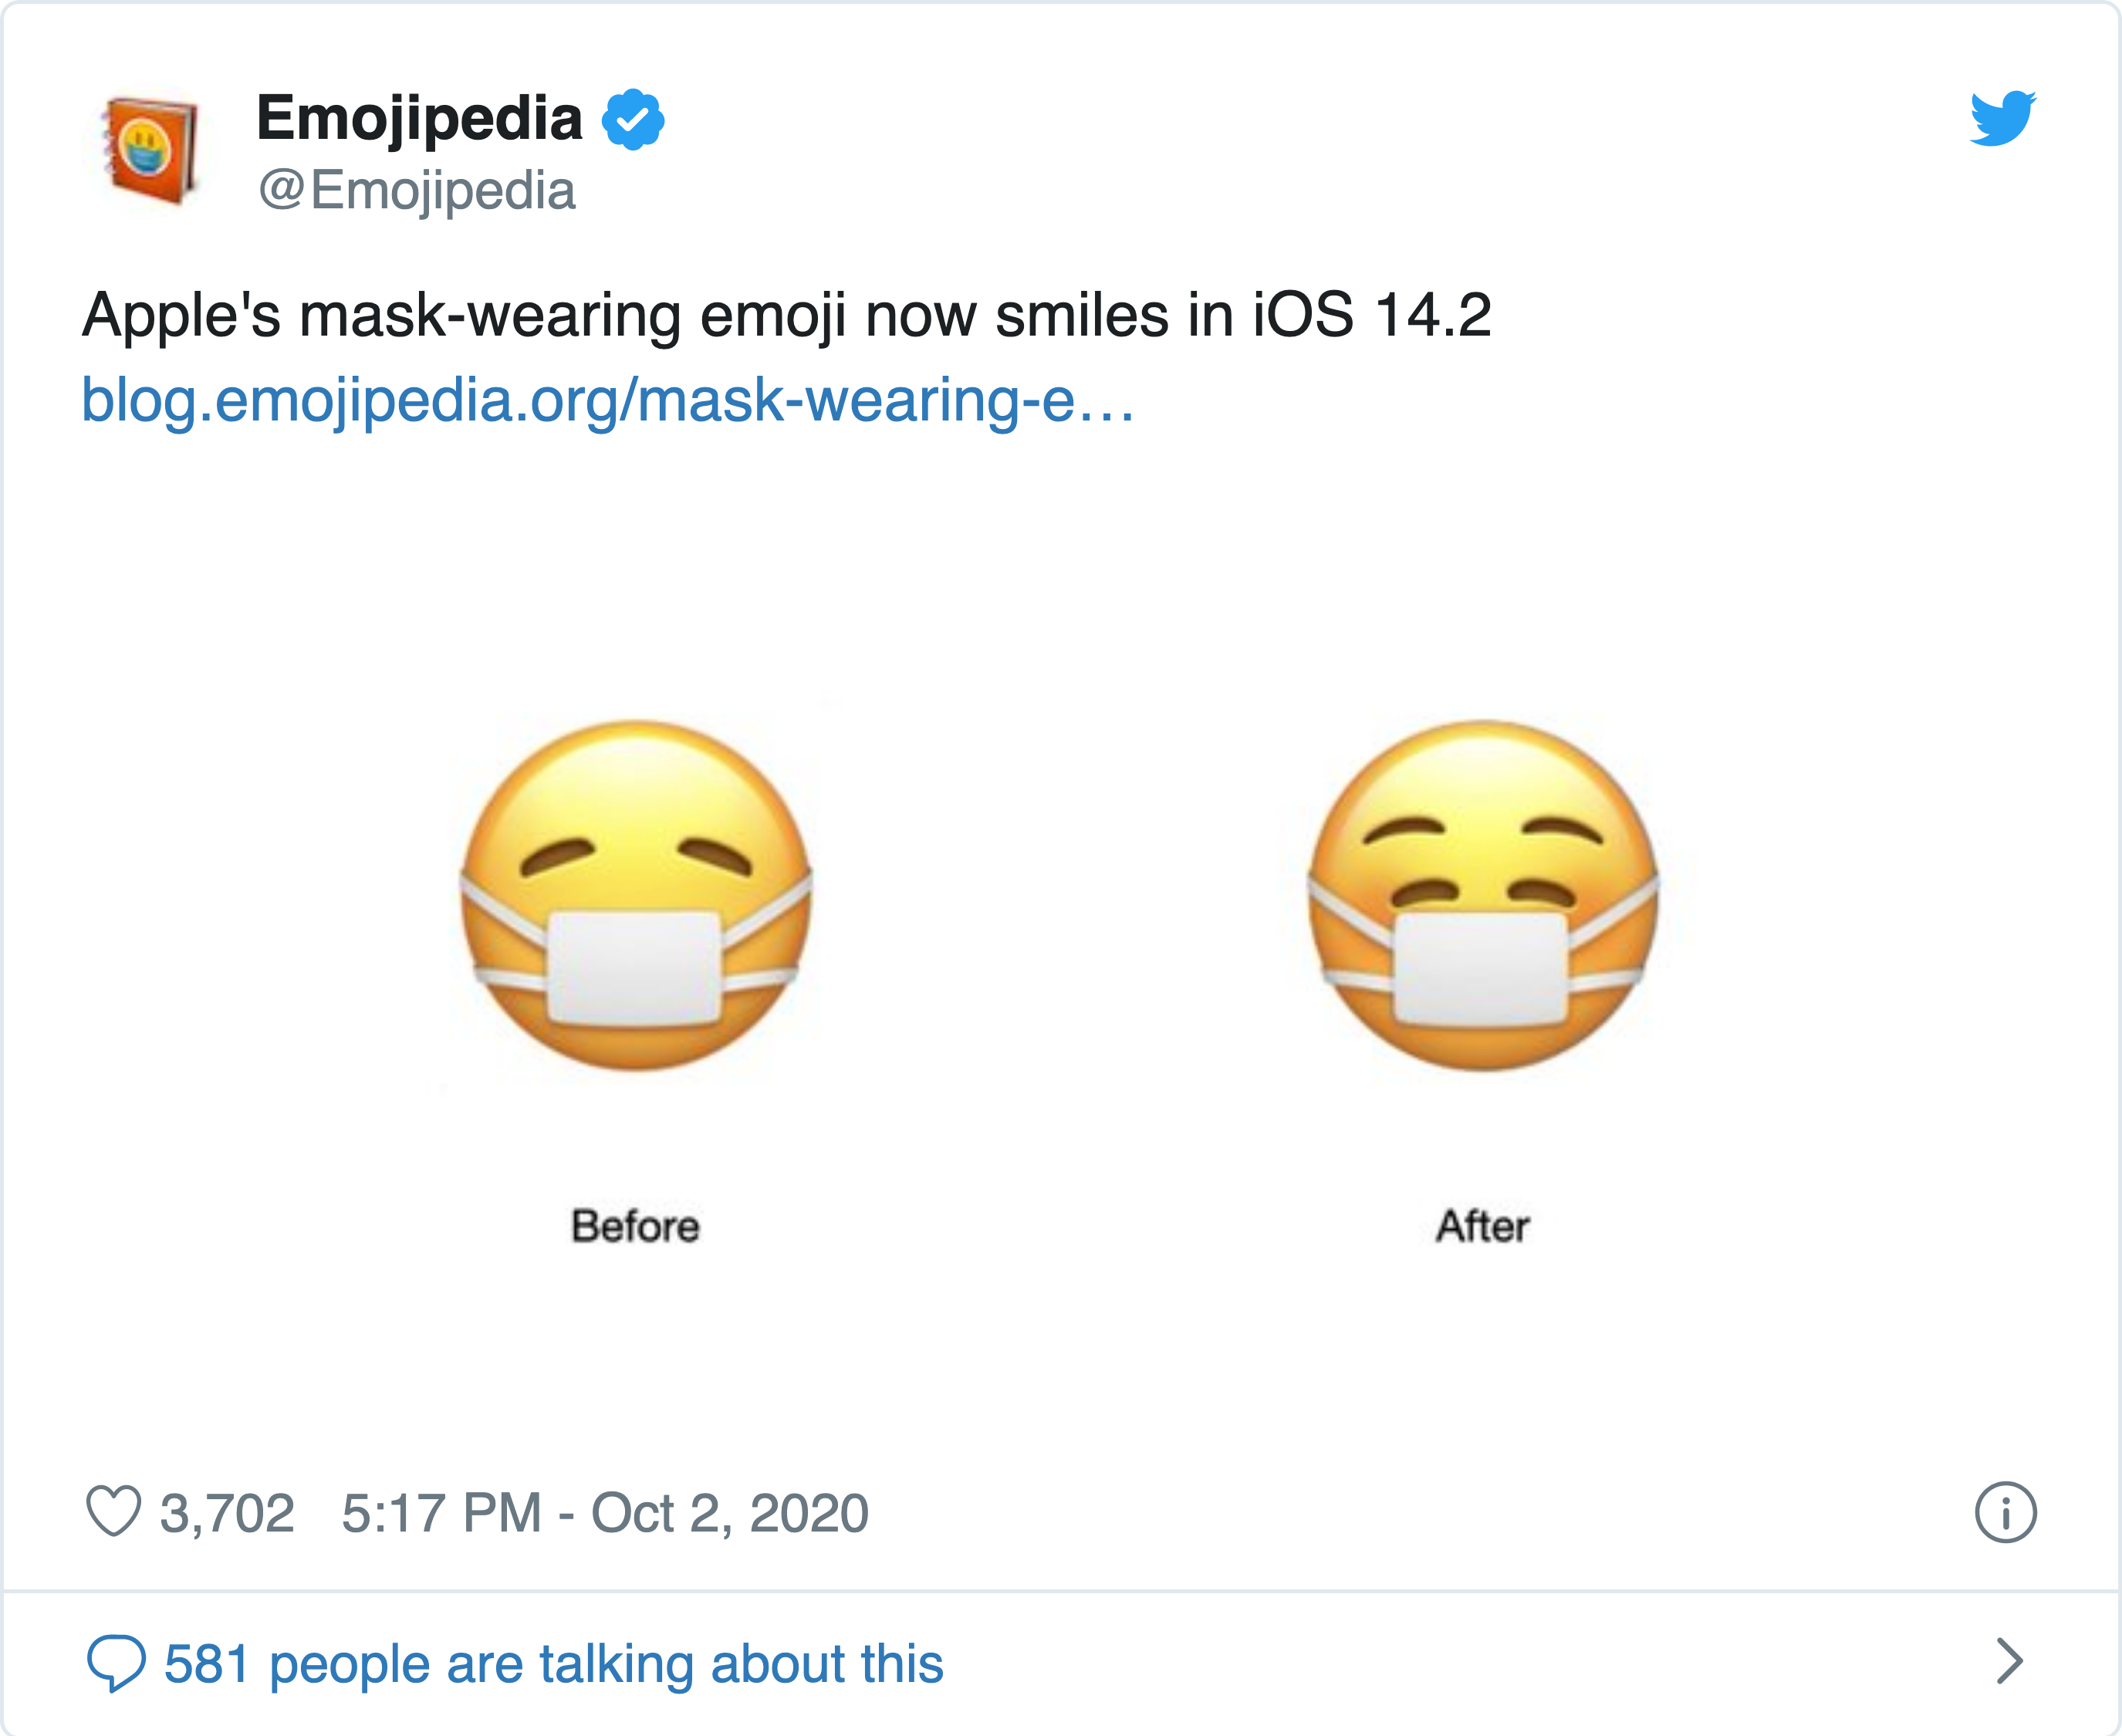 Emojipedia
@Emojipedia
Apple's mask-wearing emoji now smiles in iOS 14.2
blog.emojipedia.org/mask-wearing-e…
Before
After
3,702 5:17 PM - Oct 2, 2020
581 people are talking about this